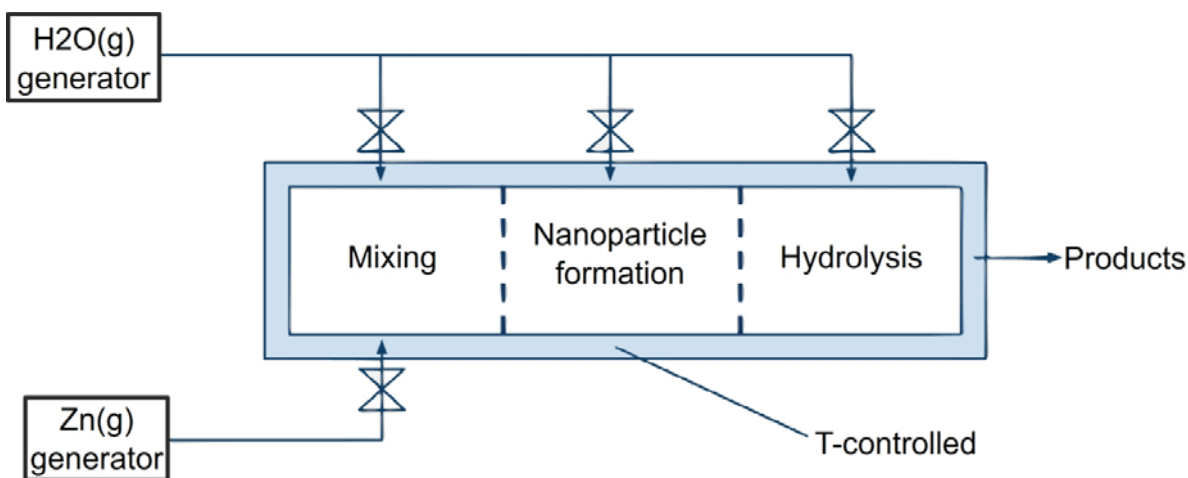 H2O(g)
generator
Mixing
Nanoparticle
formation
Hydrolysis
Products
Zn(g)
generator
T-controlled